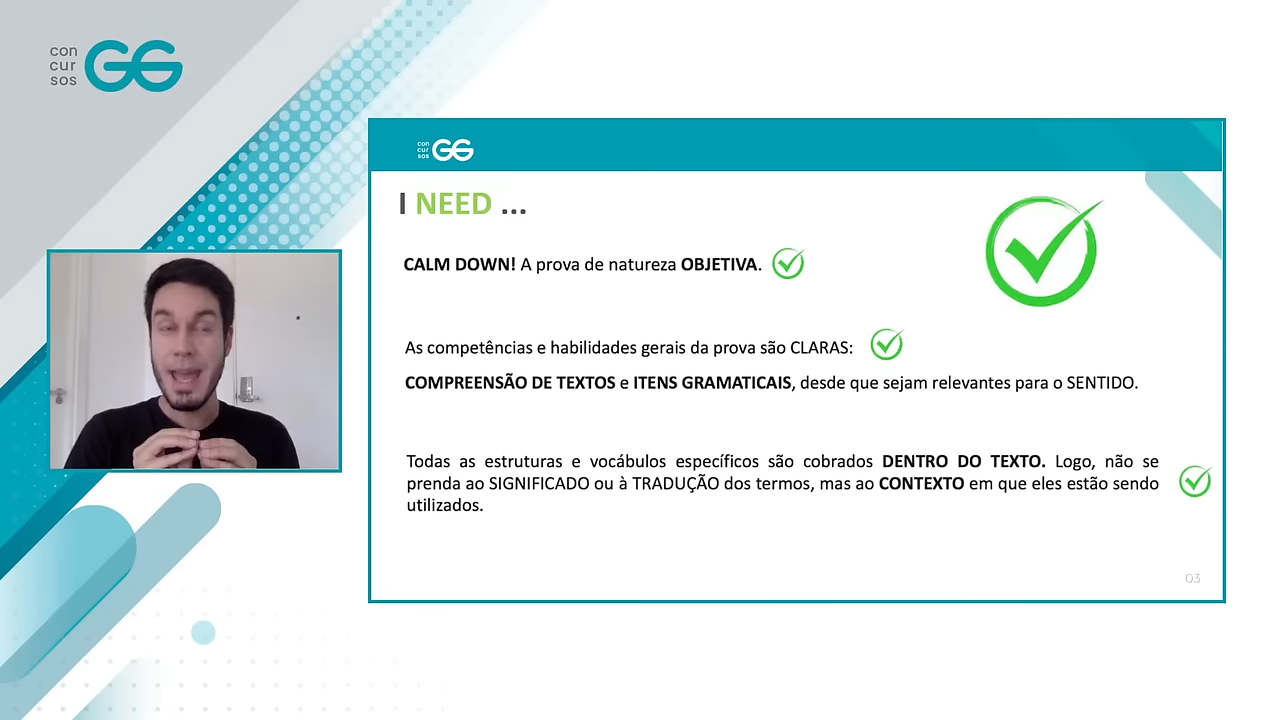 con
cur
sos GG
con
cur
sos GG
I NEED ...
CALM DOWN! A prova de natureza OBJETIVA.
As competências e habilidades gerais da prova são CLARAS:
COMPREENSÃO DE TEXTOS e ITENS GRAMATICAIS, desde que sejam relevantes para o SENTIDO.
Todas as estruturas e vocábulos específicos são cobrados DENTRO DO TEXTO. Logo, não se
prenda ao SIGNIFICADO ou à TRADUÇÃO dos termos, mas ao CONTEXTO em que eles estão sendo
utilizados.
03